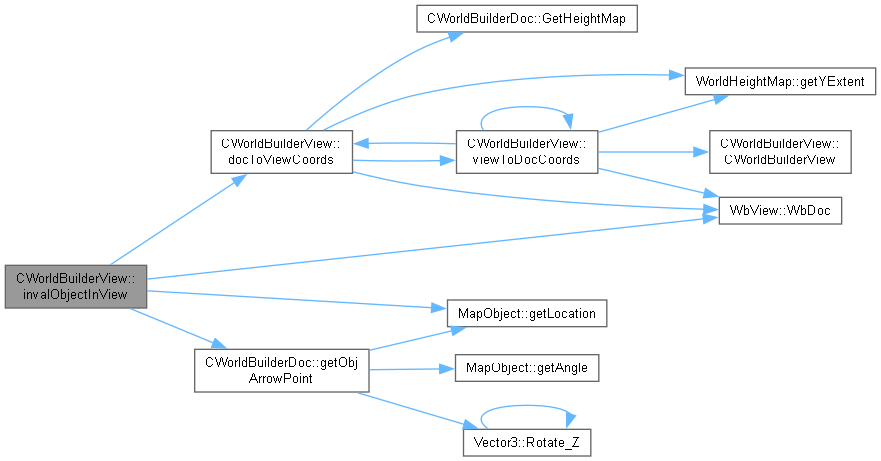 CWorldBuilderDoc::GetHeightMap
WorldHeightMap::getYExtent
CWorldBuilderView::
docToViewCoords
CWorldBuilderView::
viewToDocCoords
CWorldBuilderView::
CWorldBuilderView
WbView::WbDoc
CWorldBuilderView::
invalObjectInView
MapObject::getLocation
CWorldBuilderDoc::getObj
ArrowPoint
MapObject::getAngle
Vector3::Rotate_Z